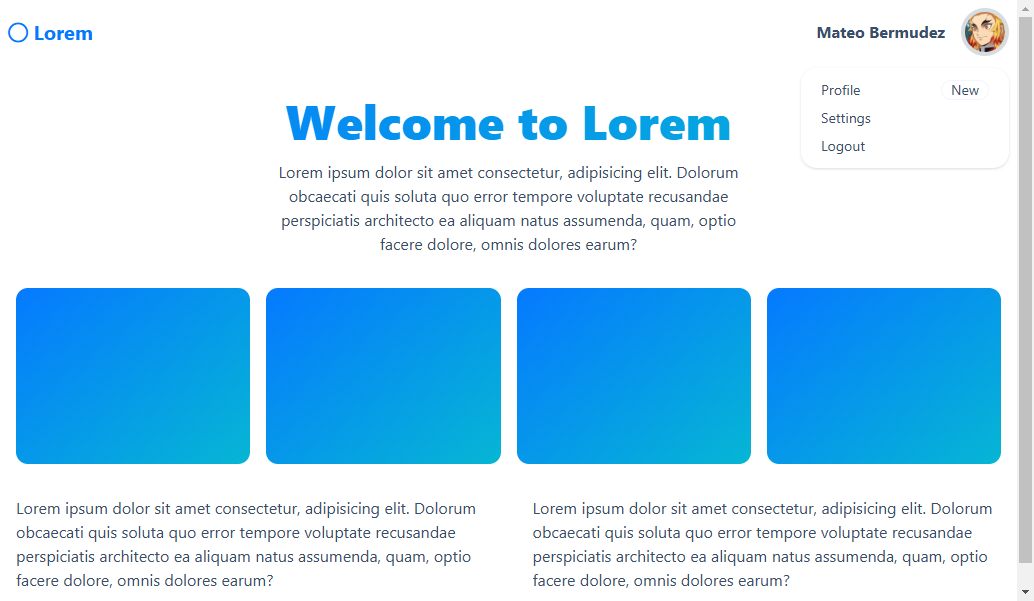 Lorem
Mateo Bermudez
Profile
New
Settings
Logout
Welcome to Lorem
Lorem ipsum dolor sit amet consectetur, adipisicing elit. Dolorum
obcaecati quis soluta quo error tempore voluptate recusandae
perspiciatis architecto ea aliquam natus assumenda, quam, optio
facere dolore, omnis dolores earum?
Lorem ipsum dolor sit amet consectetur, adipisicing elit. Dolorum
obcaecati quis soluta quo error tempore voluptate recusandae
perspiciatis architecto ea aliquam natus assumenda, quam, optio
facere dolore, omnis dolores earum?
Lorem ipsum dolor sit amet consectetur, adipisicing elit. Dolorum
obcaecati quis soluta quo error tempore voluptate recusandae
perspiciatis architecto ea aliquam natus assumenda, quam, optio
facere dolore, omnis dolores earum?